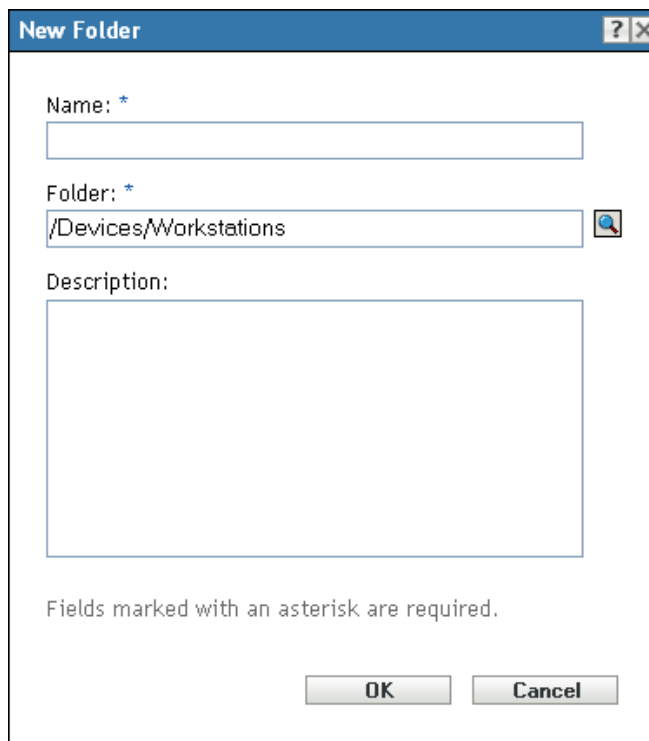 New Folder
?
Name: *
Folder: *
/Devices/Workstations
Description:
Fields marked with an asterisk are required.
OK Cancel